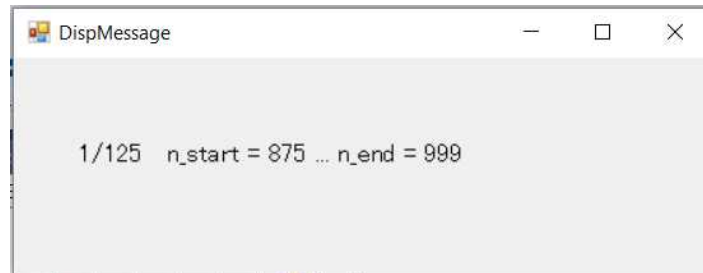 DispMessage
1/125 n_start = 875 ... n_end = 999